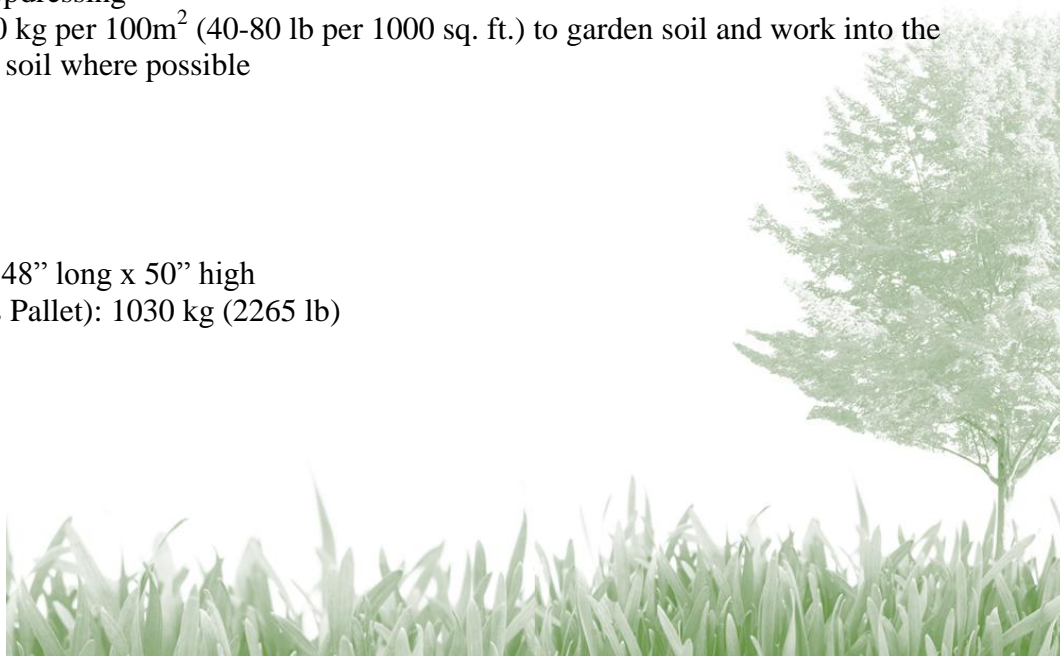 pdressing
0 kg per 100m² (40-80 lb per 1000 sq. ft.) to garden soil and work into the
soil where possible
48” long x 50” high
Pallet): 1030 kg (2265 lb)